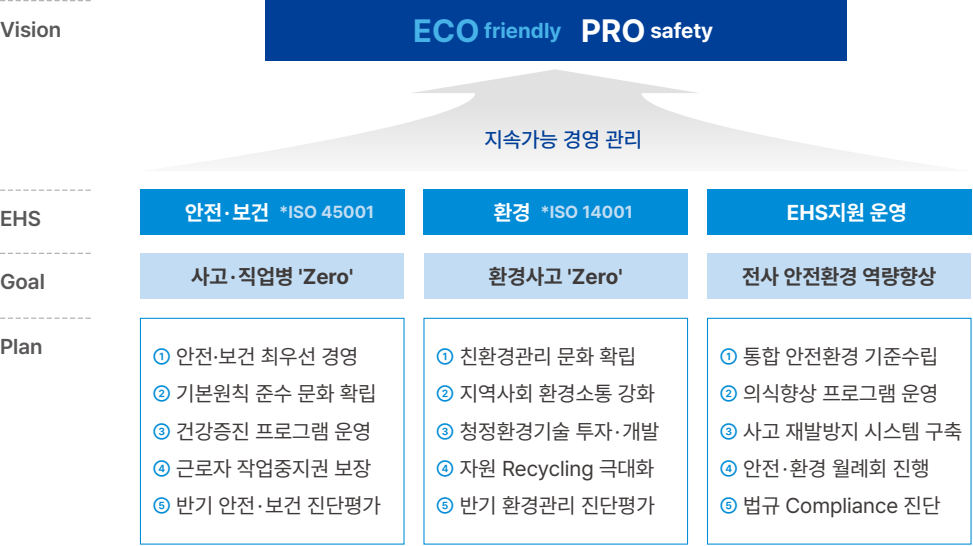 Vision
ECO friendly PRO safety
지속가능 경영 관리
EHS
안전·보건 *ISO 45001
환경 *ISO 14001
EHS지원 운영
Goal
사고·직업병 'Zero'
환경사고 'Zero'
전사 안전환경 역량향상
Plan
① 안전·보건 최우선 경영
② 기본원칙 준수 문화 확립
③ 건강증진 프로그램 운영
④ 근로자 작업중지권 보장
⑤ 반기 안전·보건 진단평가
① 친환경관리 문화 확립
② 지역사회 환경소통 강화
③ 청정환경기술 투자·개발
④ 자원 Recycling 극대화
⑤ 반기 환경관리 진단평가
① 통합 안전환경 기준수립
② 의식향상 프로그램 운영
③ 사고 재발방지 시스템 구축
④ 안전·환경 월례회 진행
⑤ 법규 Compliance 진단